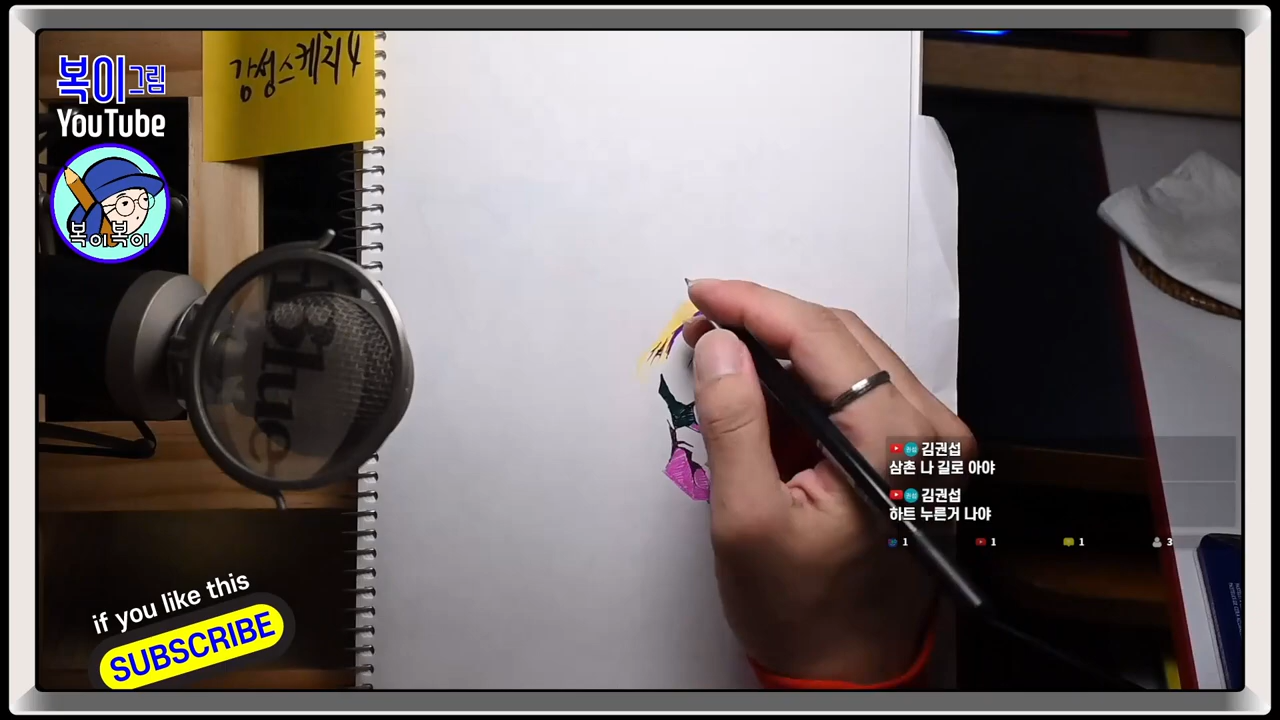 복이그림
YouTube
복이복이
감성스케치4
Blue
김권섭
삼촌 나 길로 아야
김권섭
하트 누른거 나야
1
1
1
3
if you like this
SUBSCRIBE